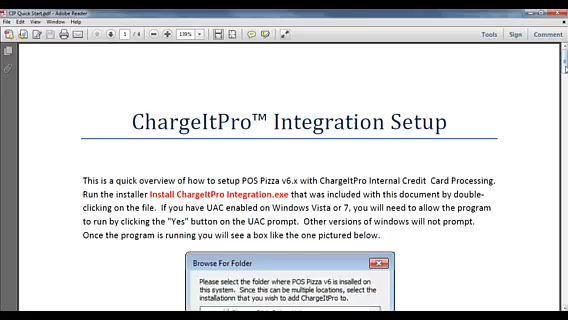 CIP Quick Start.pdf - Adobe Reader
File Edit View Window Help
1 / 4 139% Tools Sign Comment
ChargeItPro™ Integration Setup
This is a quick overview of how to setup POS Pizza v6.x with ChargeItPro Internal Credit Card Processing.
Run the installer Install ChargeItPro Integration.exe that was included with this document by double-
clicking on the file. If you have UAC enabled on Windows Vista or 7, you will need to allow the program
to run by clicking the "Yes" button on the UAC prompt. Other versions of windows will not prompt.
Once the program is running you will see a box like the one pictured below.
Browse For Folder
Please select the folder where POS Pizza v6 is insalled on
this system. Since this can be multiple locations, select the
installationn that you wish to add ChargeItPro to.